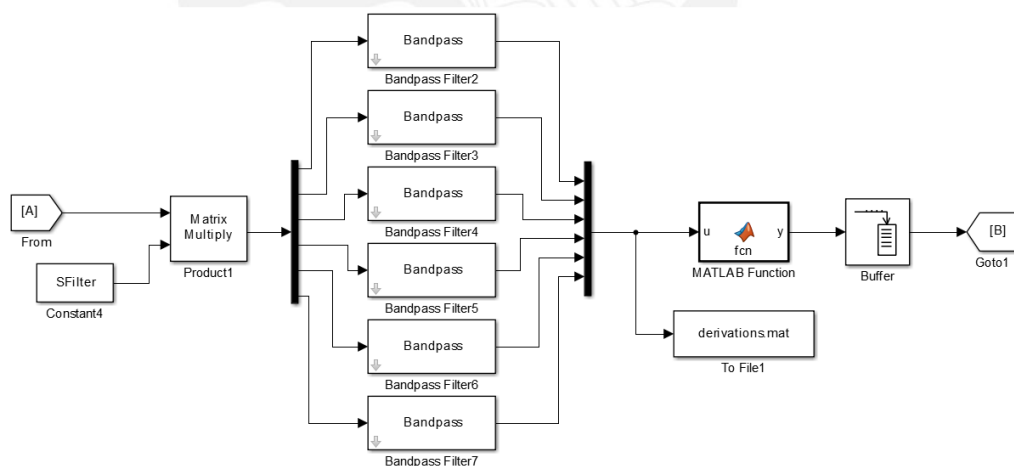 Bandpass
Bandpass Filter2
Bandpass
Bandpass Filter3
Bandpass
Bandpass Filter4
Bandpass
Bandpass Filter5
Bandpass
Bandpass Filter6
Bandpass
Bandpass Filter7
[A]
From
SFilter
Constant4
Matrix
Multiply
Product1
u
fcn
y
MATLAB Function
Buffer
[B]
Goto1
derivations.mat
To File1